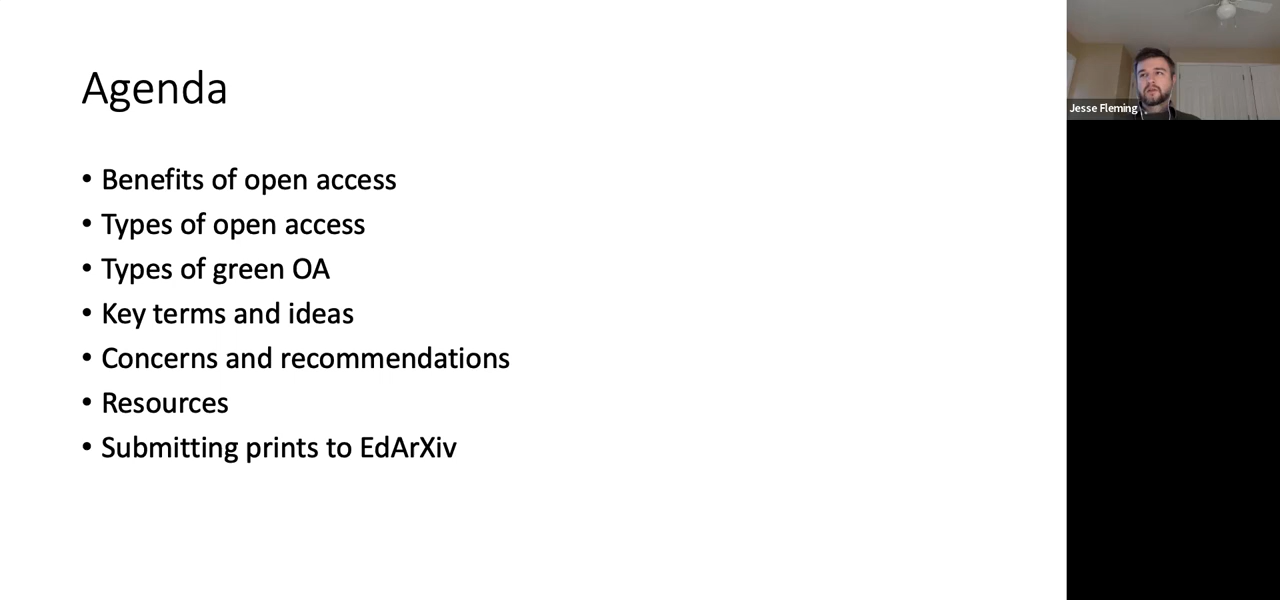 Agenda
• Benefits of open access
• Types of open access
• Types of green OA
• Key terms and ideas
• Concerns and recommendations
• Resources
• Submitting prints to EdArXiv
Jesse Fleming